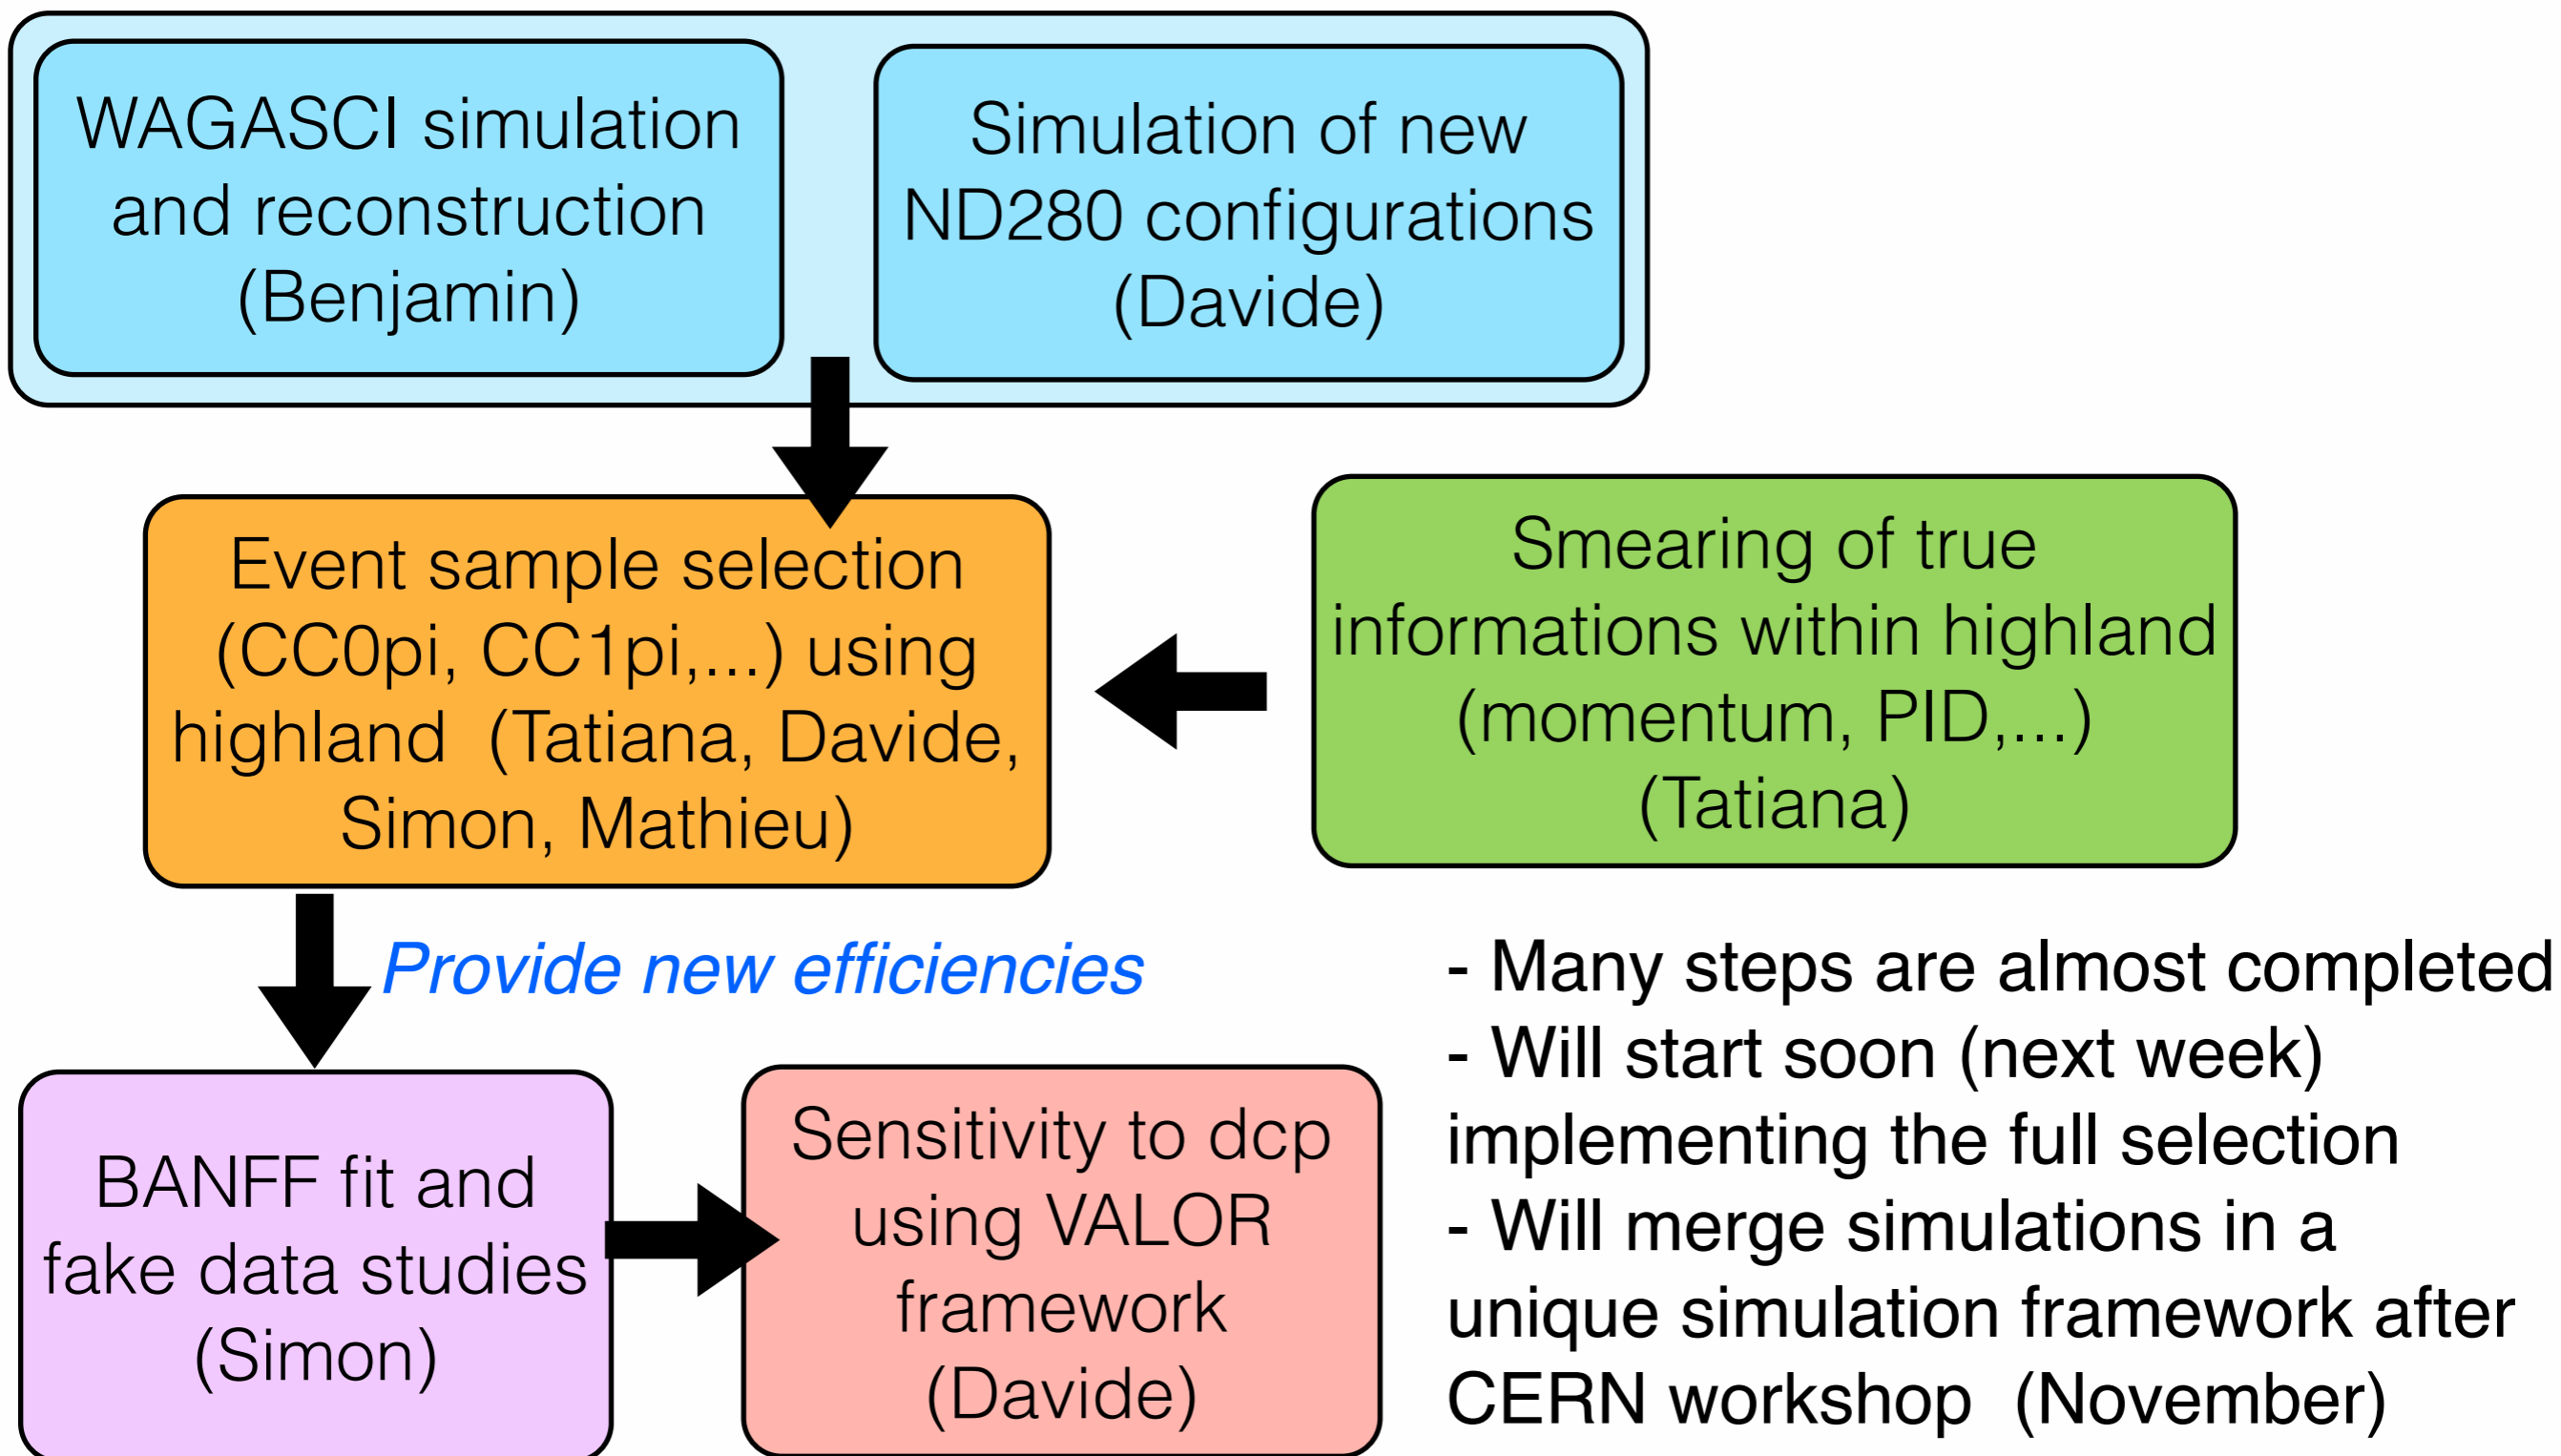 WAGASCI simulation
and reconstruction
(Benjamin)
Simulation of new
ND280 configurations
(Davide)
Event sample selection
(CC0pi, CC1pi,...) using
highland  (Tatiana, Davide,
Simon, Mathieu)
Smearing of true
informations within highland
(momentum, PID,...)
(Tatiana)
Provide new efficiencies
BANFF fit and
fake data studies
(Simon)
Sensitivity to dcp
using VALOR
framework
(Davide)
- Many steps are almost completed
- Will start soon (next week)
implementing the full selection
- Will merge simulations in a
unique simulation framework after
CERN workshop  (November)